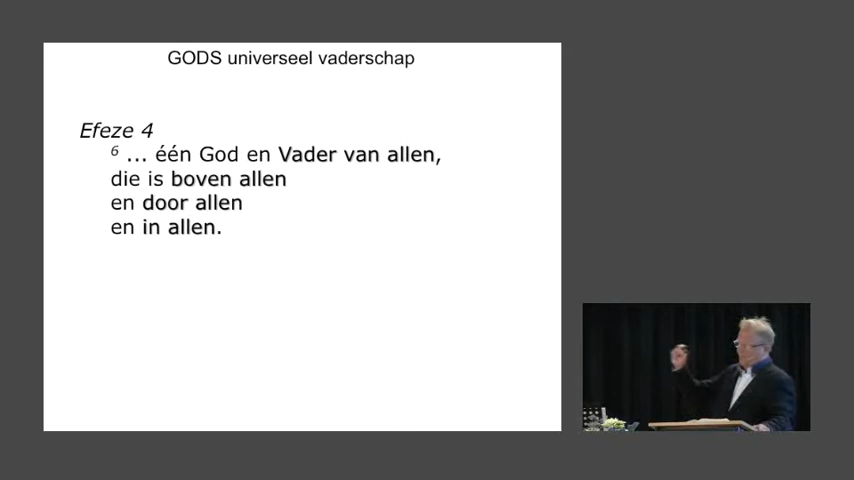 GODS universeel vaderschap
Efeze 4
6 ... één God en Vader van allen,
die is boven allen
en door allen
en in allen.